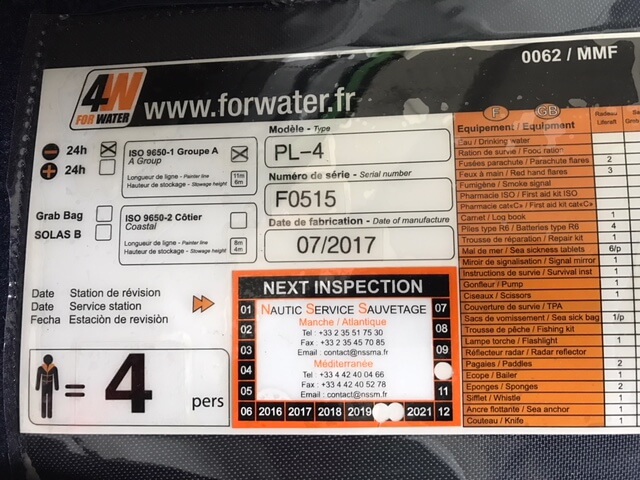 0062 / MMF
4W
FOR WATER
www.forwater.fr
24h
24h
ISO 9650-1 Groupe A
A Group
Longueur de ligne - Painter line 11m
Hauteur de stockage - Stowage height 6m
Grab Bag
SOLAS B
ISO 9650-2 Côtier
Coastal
Longueur de ligne - Painter line 8m
Hauteur de stockage - Stowage height 4m
Modèle - Type
PL-4
Numéro de série - Serial number
F0515
Date de fabrication - Date of manufacture
07/2017
Date Station de révision
Date Service station
Fecha Estación de revisión
= 4 pers
NEXT INSPECTION
NAUTIC SERVICE SAUVETAGE
Manche / Atlantique
Tel : +33 2 35 51 75 30
Fax : +33 2 35 45 70 85
Email : contact@nssma.fr
Méditerranée
Tel : +33 4 42 40 04 66
Fax : +33 4 42 40 52 78
Email : contact@nssm.fr
01
02
03
04
05
06 2016 2017 2018 2019 2021 12
07
08
09
11
F GB
Equipement / Equipment
Radeau
Liferaft
Eau / Drinking water
Ration de survie / Food ration
Fusées parachute / Parachute flares 2
Feux à main / Red hand flares 3
Fumigène / Smoke signal
Pharmacie ISO / First aid kit ISO
Pharmacie cat«C» / First aid kit cat«C»
Carnet / Log book 1
Piles type R6 / Batteries type R6 4
Trousse de réparation / Repair kit 1
Mal de mer / Sea sickness tablets 6/p
Miroir de signalisation / Signal mirror 1
Instructions de survie / Survival inst 1
Gonfleur / Pump 1
Ciseaux / Scissors 1
Couverture de survie / TPA
Sacs de vomissement / Sea sick bag 1/p
Trousse de pêche / Fishing kit
Lampe torche / Flashlight 1
Réflecteur radar / Radar reflector
Pagaies / Paddles 2
Ecope / Bailer 1
Eponges / Sponges 2
Sifflet / Whistle 1
Ancre flottante / Sea anchor 1
Couteau / Knife 1